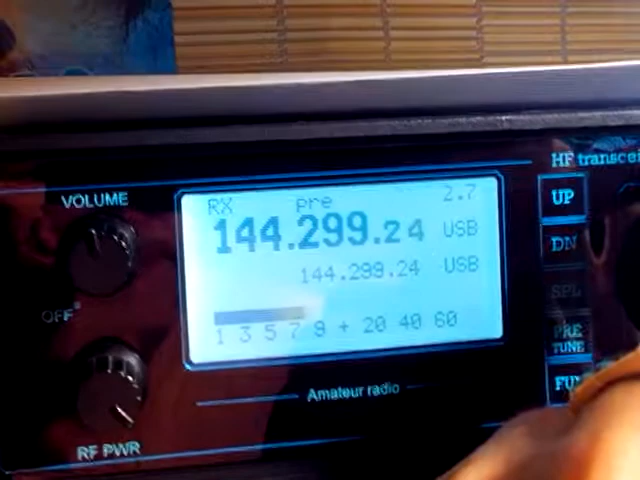 HF transcei
VOLUME
RX pre 2.7
144.299.24 USB
144.299.24 USB
1 3 5 7 9 + 20 40 60
OFF
UP
DN
SPL
PRE
TUNE
FU
Amateur radio
RF PWR